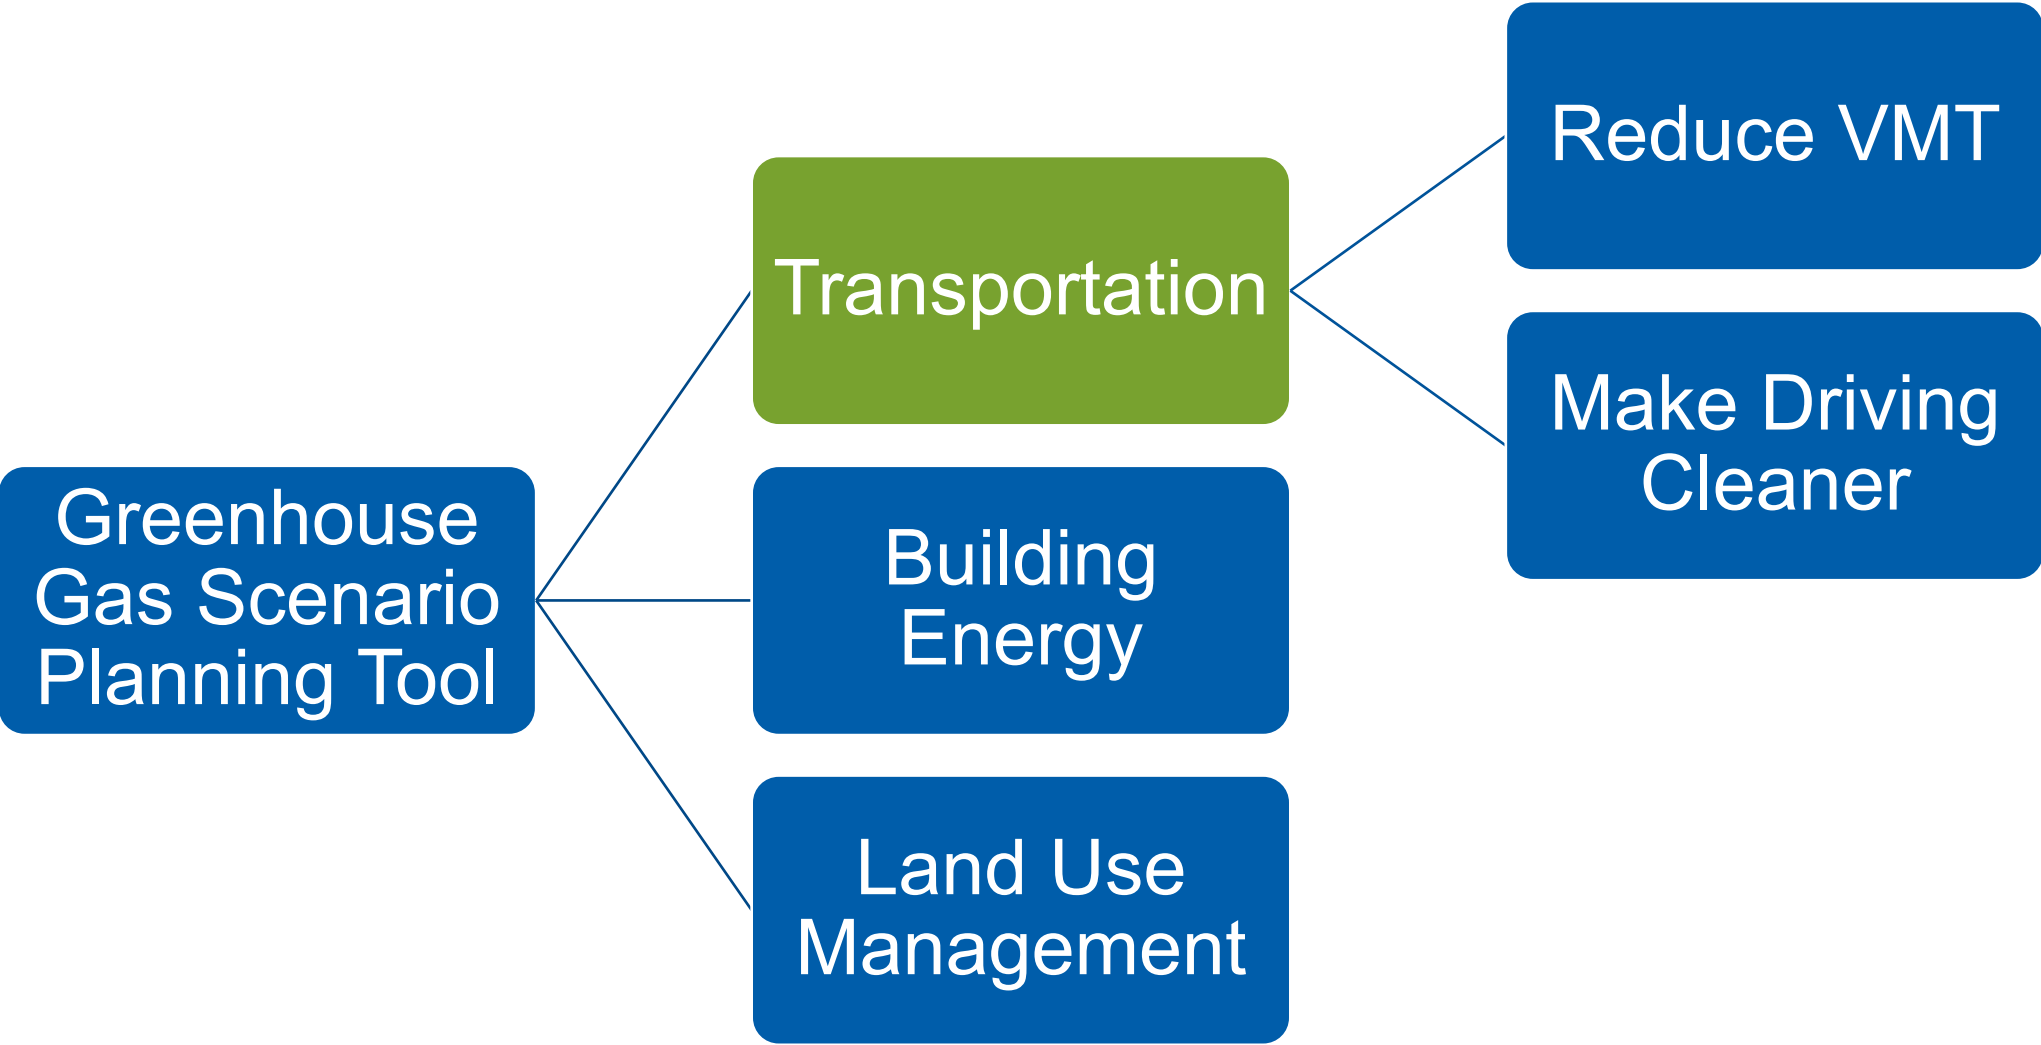 Greenhouse
Gas Scenario
Planning Tool
Transportation
Building
Energy
Land Use
Management
Reduce VMT
Make Driving
Cleaner